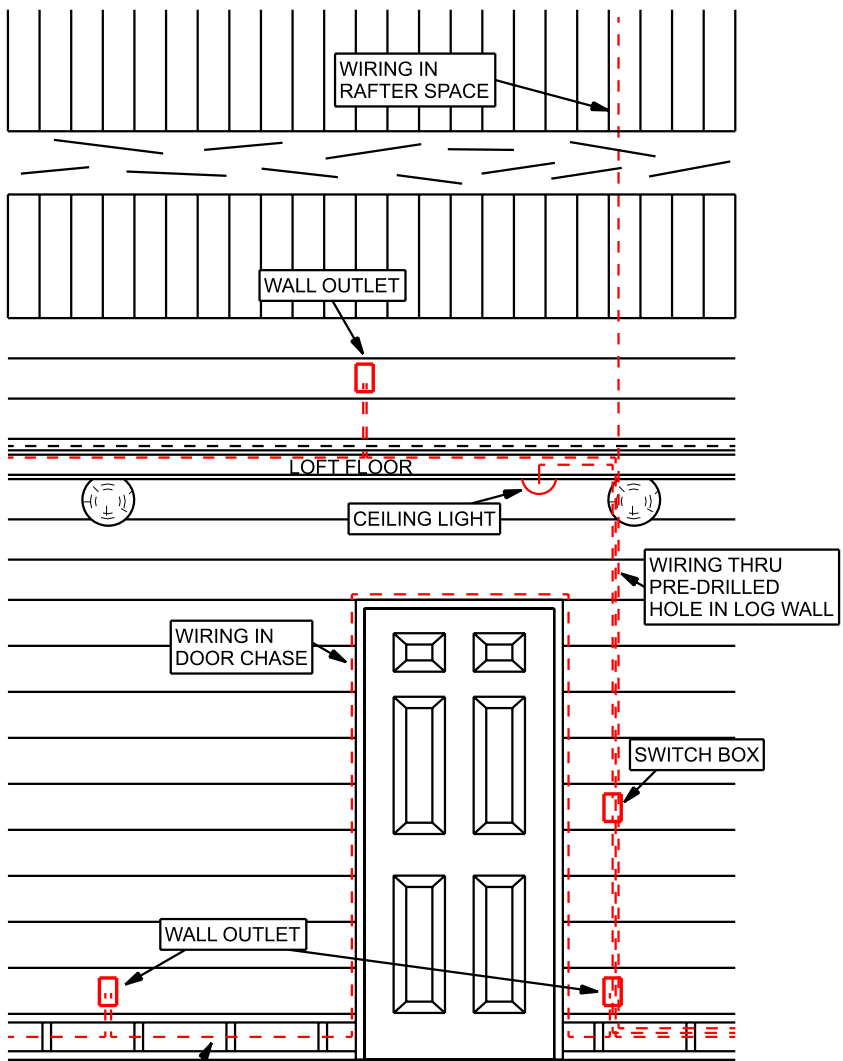 WIRING IN
RAFTER SPACE
WALL OUTLET
LOFT FLOOR
CEILING LIGHT
WIRING THRU
PRE-DRILLED
HOLE IN LOG WALL
WIRING IN
DOOR CHASE
SWITCH BOX
WALL OUTLET